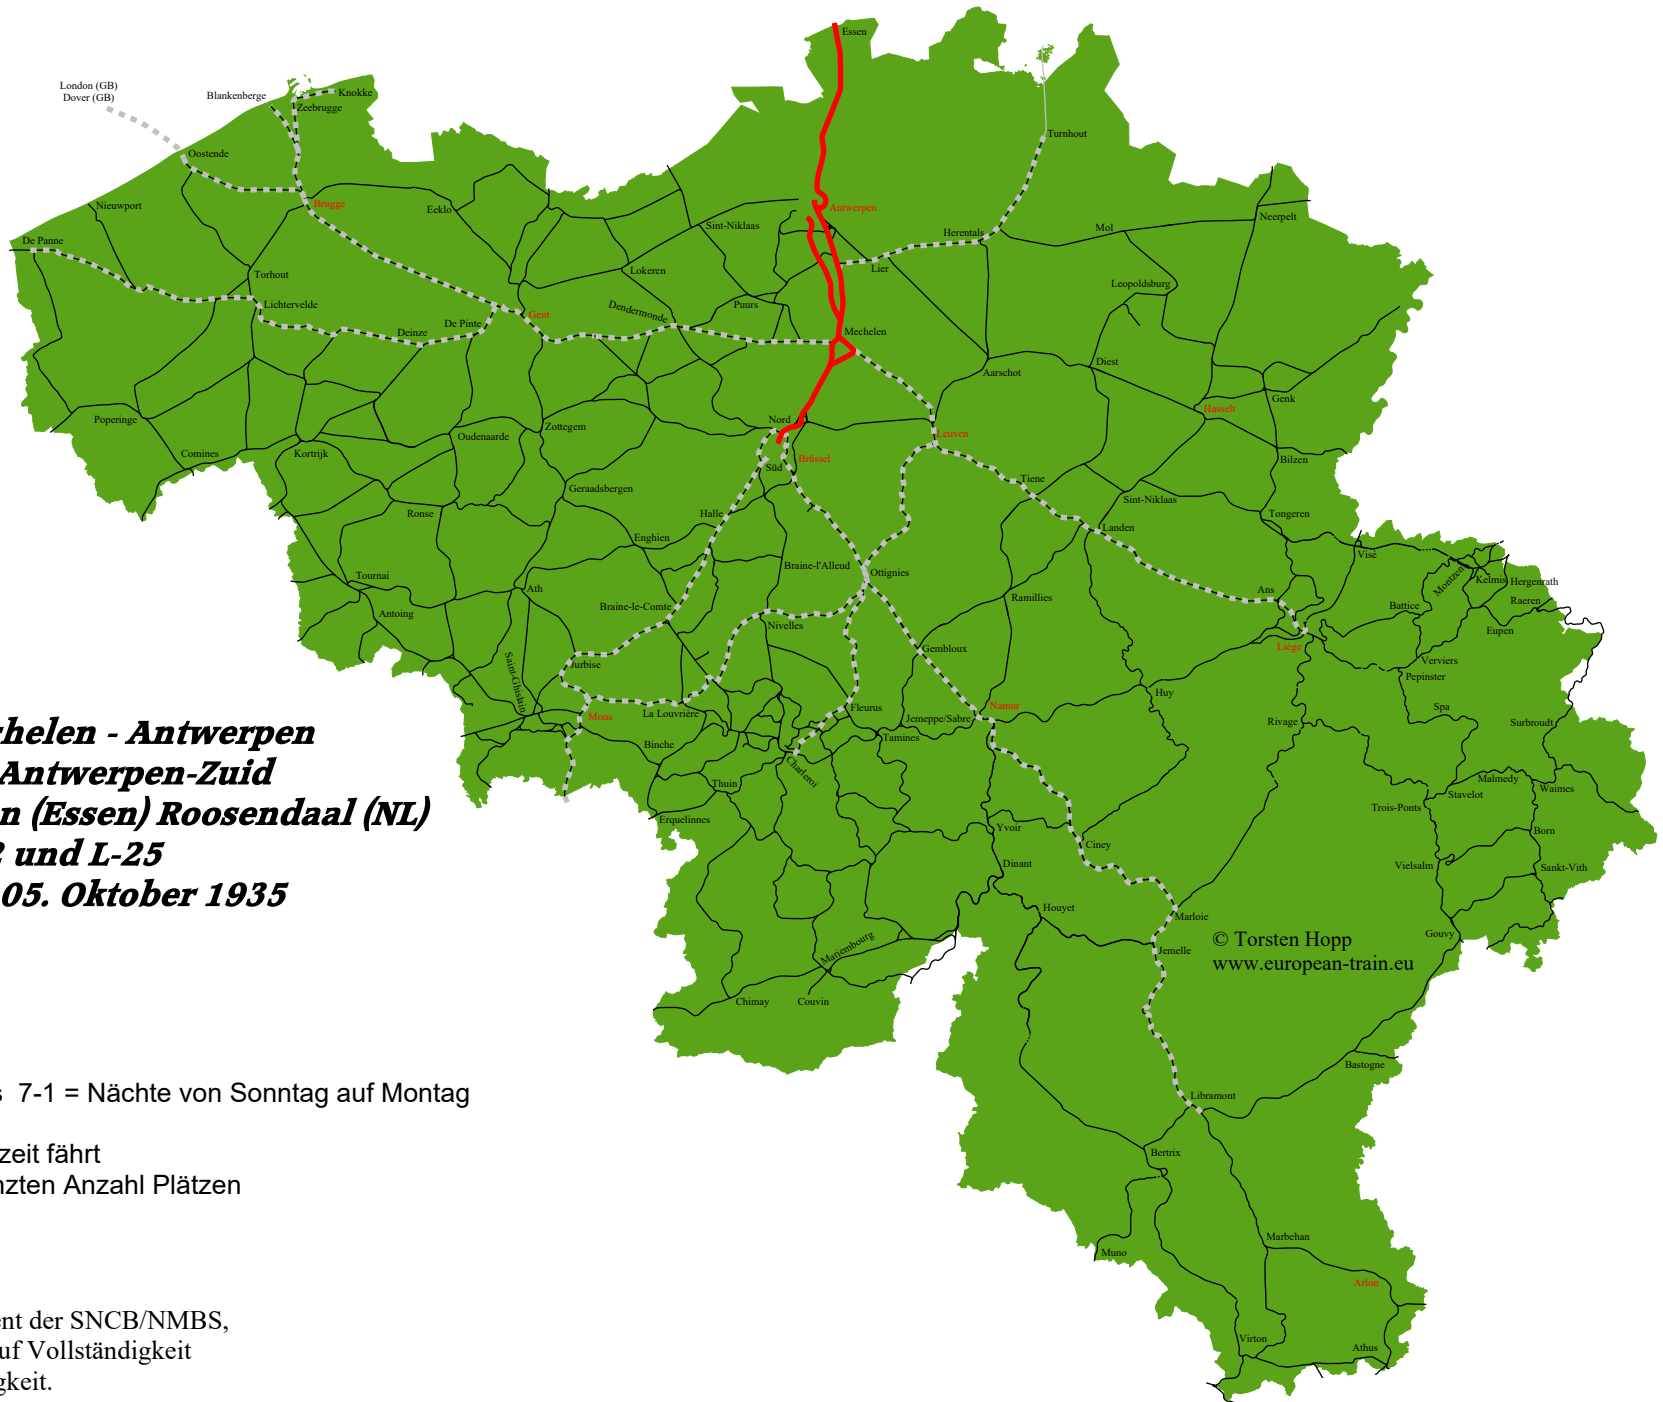 Essen
London (GB)
Dover (GB)
Blankenberge
Knokke
Zeebrugge
Turnhout
Oostende
Nieuwport
Brugge
Eeklo
Antwerpen
Neerpelt
Sint-Niklaas
Mol
Herentals
De Panne
Torhout
Lokeren
Lier
Leopoldsburg
Lichtervelde
Dendermonde
Puurs
Gent
De Pinte
Deinze
Mechelen
Diest
Aarschot
Genk
Hasselt
Poperinge
Nord
Zottegem
Oudenaarde
Leuven
Comines
Kortrijk
Brüssel
Bilzen
Süd
Tiene
Geraadsbergen
Sint-Niklaas
Ronse
Halle
Tongeren
Landen
Enghien
Visé
Braine-l'Alleud
Ottignies
Tournai
Montzen
Kelmis
Hergenrath
Ath
Ans
Ramillies
Raeren
Braine-le-Comte
Battice
Antoing
Nivelles
Eupen
Gembloux
Liège
Jurbise
Saint-Ghislain
Verviers
Pepinster
Huy
Fleurus
Namur
Spa
La Louvrière
Mons
Jemeppe/Sabre
Rivage
Surbroudt
chelen - Antwerpen
Tamines
Binche
Antwerpen-Zuid
Charleroi
Thuin
Malmedy
Waimes
Stavelot
n (Essen) Roosendaal (NL)
Trois-Ponts
Erquelinnes
Yvoir
Born
Ciney
2 und L-25
Dinant
Vielsalm
Sankt-Vith
05. Oktober 1935
Houyet
Marloie
Gouvy
© Torsten Hopp
www.european-train.eu
Mariembourg
Jemelle
Chimay
Couvin
Bastogne
s 7-1 = Nächte von Sonntag auf Montag
Libramont
zeit fährt
Bertrix
nzten Anzahl Plätzen
Marbehan
Muno
Arlon
ent der SNCB/NMBS,
Virton
Athus
uf Vollständigkeit
gkeit.